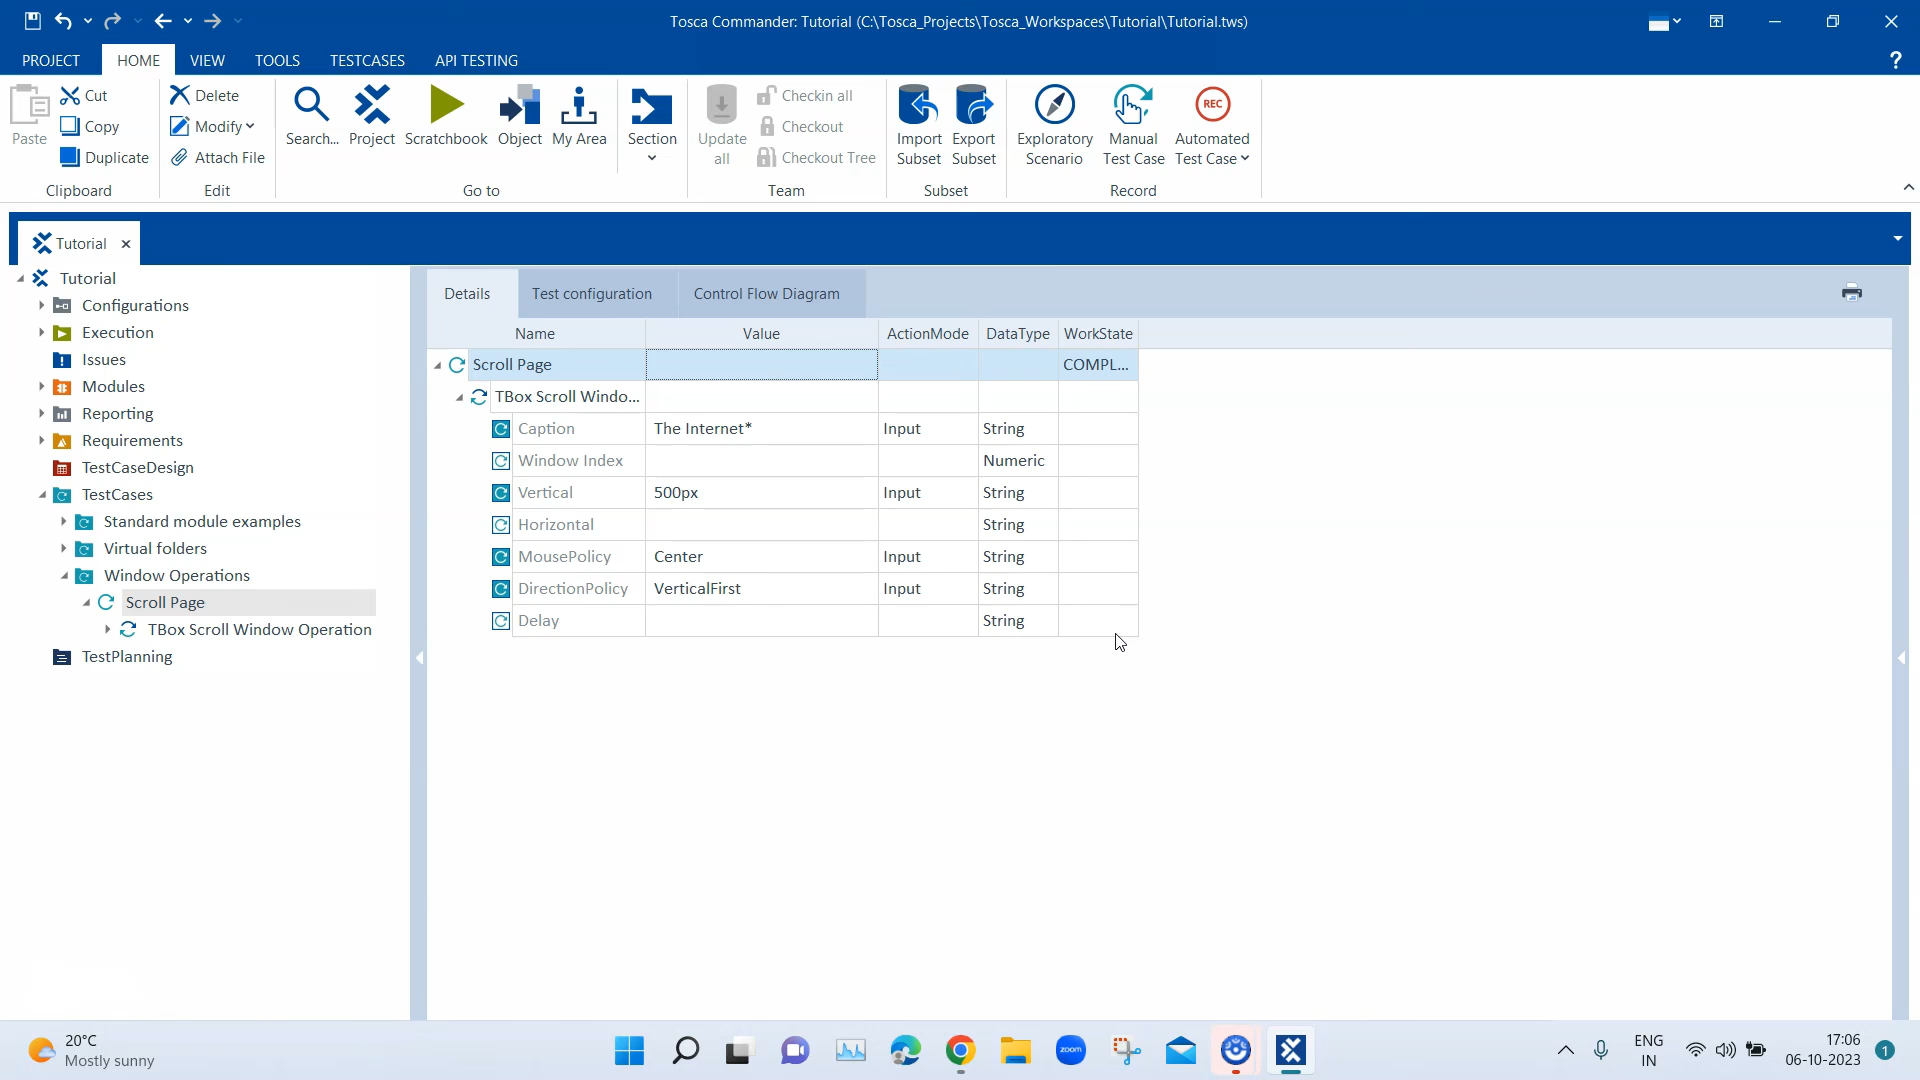 Tosca Commander: Tutorial (C:\Tosca_Projects\Tosca_Workspaces\Tutorial\Tutorial.tws)
PROJECT HOME VIEW TOOLS TESTCASES API TESTING ?
Paste
Cut
Copy
Duplicate
Clipboard
Delete
Modify
Attach File
Edit
Search... Project Scratchbook Object My Area
Go to
Section
Update all
Checkin all
Checkout
Checkout Tree
Team
Import Subset
Export Subset
Subset
Exploratory Scenario
Manual Test Case
REC
Automated Test Case
Record
Tutorial
Tutorial
Configurations
Execution
Issues
Modules
Reporting
Requirements
TestCaseDesign
TestCases
Standard module examples
Virtual folders
Window Operations
Scroll Page
TBox Scroll Window Operation
TestPlanning
Details Test configuration Control Flow Diagram
Name Value ActionMode DataType WorkState
Scroll Page COMPL...
TBox Scroll Windo...
Caption The Internet* Input String
Window Index Numeric
Vertical 500px Input String
Horizontal String
MousePolicy Center Input String
DirectionPolicy VerticalFirst Input String
Delay String
20°C
Mostly sunny
zoom
ENG
IN
17:06
06-10-2023
1